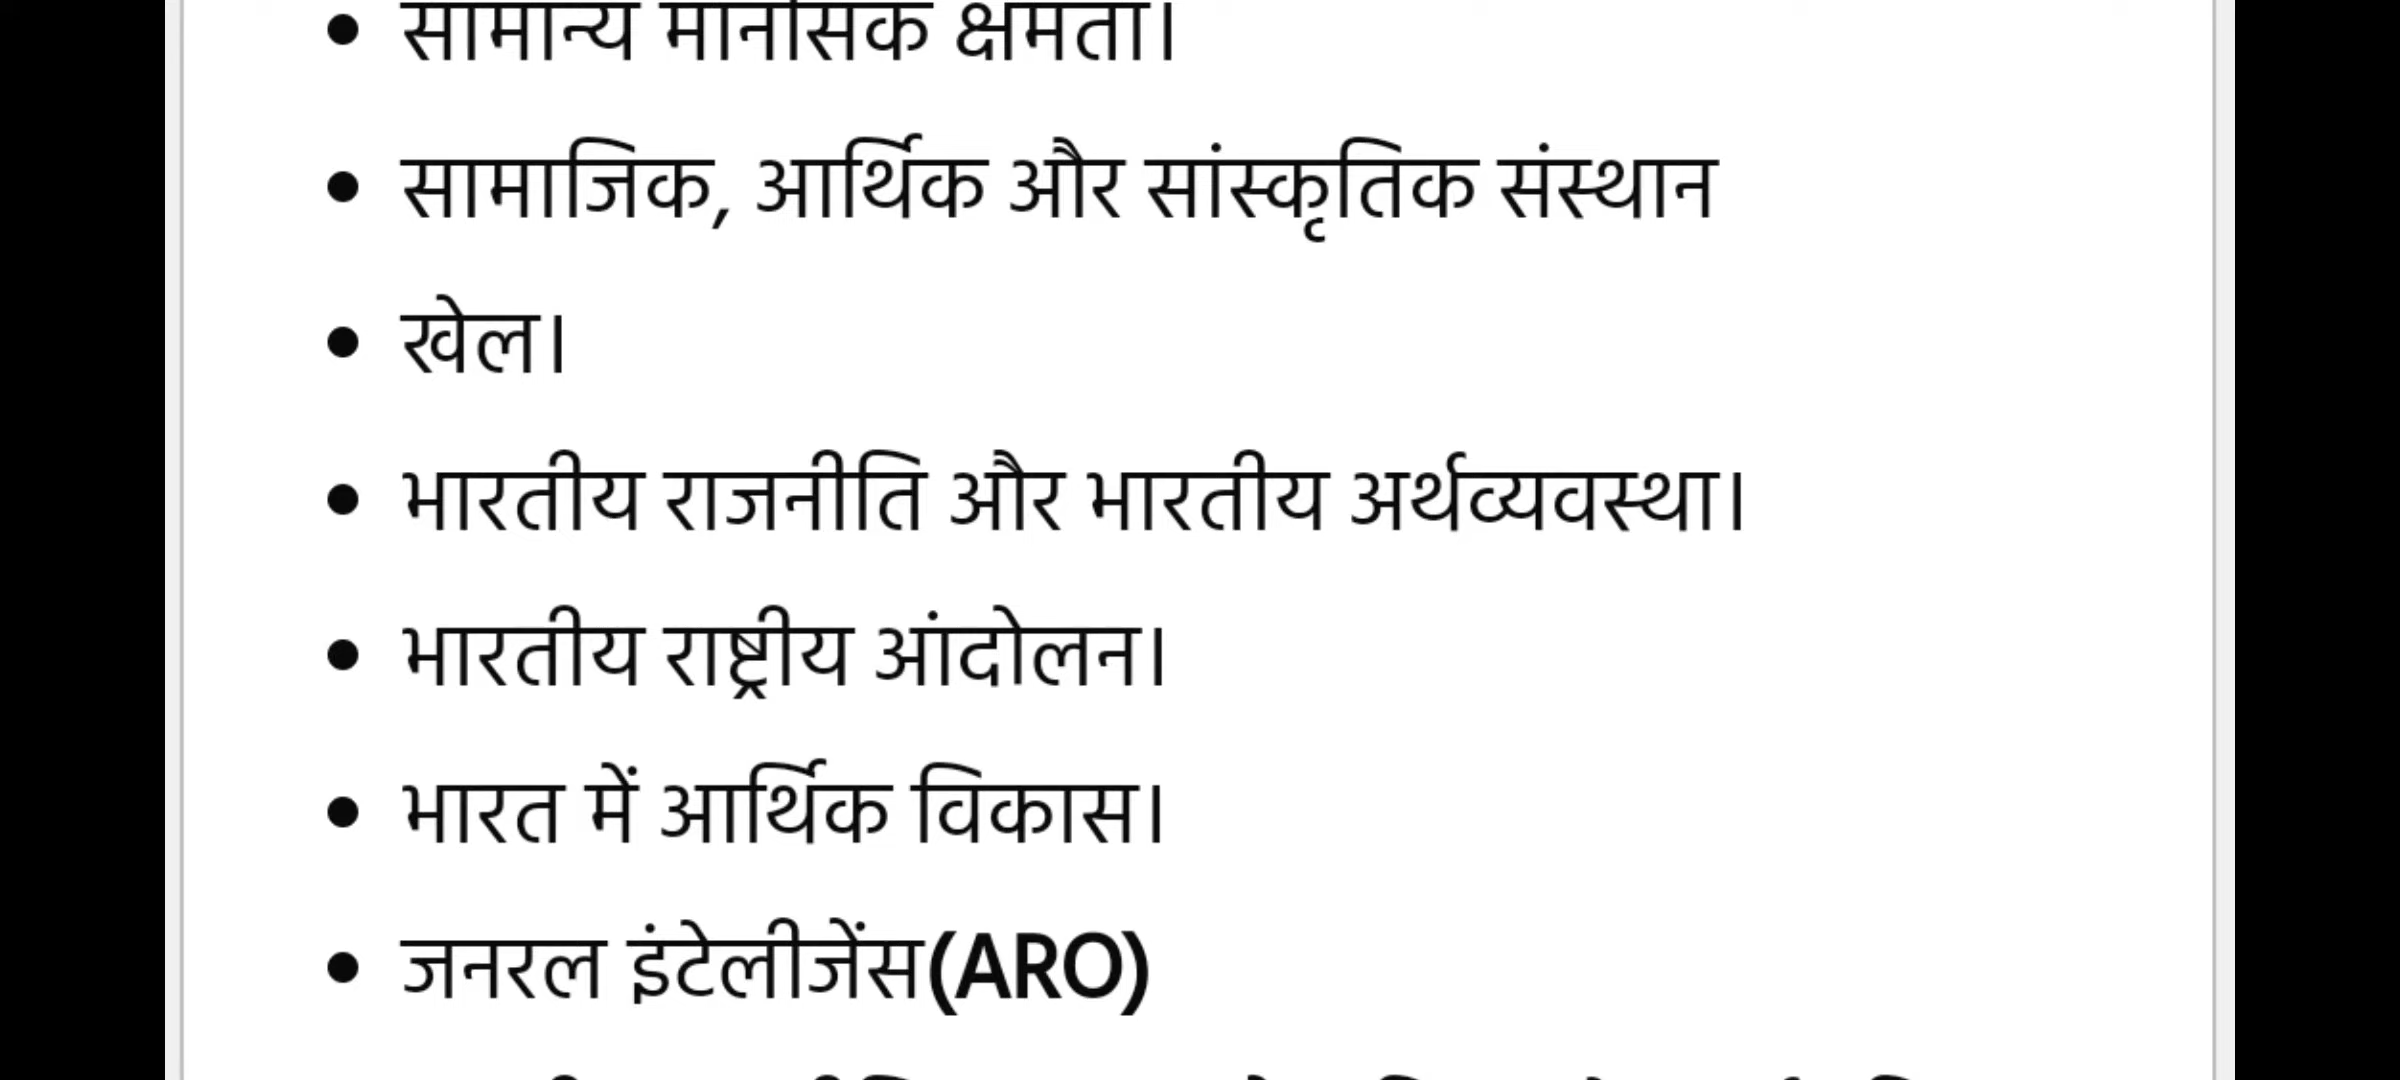 • सामान्य मानसिक क्षमता।
• सामाजिक, आर्थिक और सांस्कृतिक संस्थान
• खेल।
• भारतीय राजनीति और भारतीय अर्थव्यवस्था।
• भारतीय राष्ट्रीय आंदोलन।
• भारत में आर्थिक विकास।
• जनरल इंटेलीजेंस(ARO)